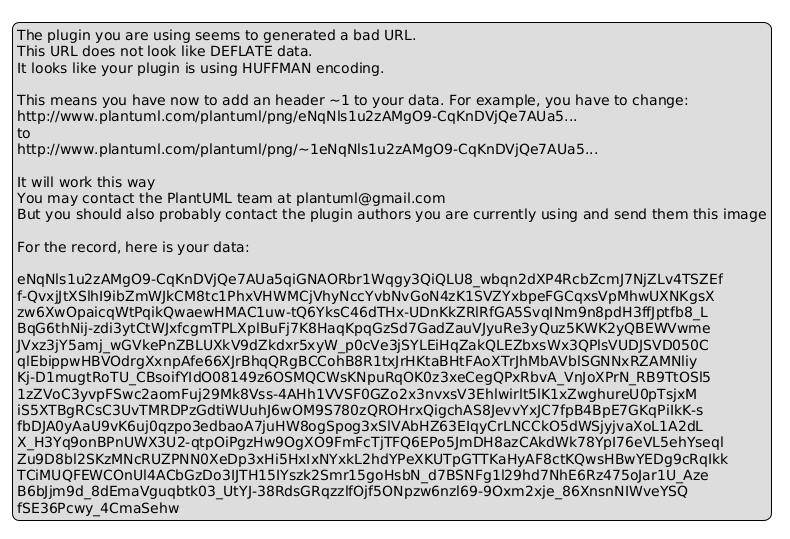 The plugin you are using seems to generated a bad URL.
This URL does not look like DEFLATE data.
It looks like your plugin is using HUFFMAN encoding.
This means you have now to add an header ~1 to your data. For example, you have to change:
http://www.plantuml.com/plantuml/png/eNqNls1u2zAMgO9-CqKnDVjQe7AUa5...
to
http://www.plantuml.com/plantuml/png/~1eNqNls1u2zAMgO9-CqKnDVjQe7AUa5...
It will work this way
You may contact the PlantUML team at plantuml@gmail.com
But you should also probably contact the plugin authors you are currently using and send them this image
For the record, here is your data:
eNqNls1u2zAMgO9-CqKnDVjQe7AUa5qiGNAORbr1Wqgy3QiQLU8_wbqn2dXP4RcbZcmJ7NjZLv4TSZEf
f-QvxjJtXSlhI9ibZmWJkCM8tc1PhxVHWMCjVhyNccYvbNvGoN4zK1SVZYxbpeFGCqxsVpMhwUXNKgsX
zw6XwOpaicqWtPqikQwaewHMAC1uw-tQ6YksC46dTHx-UDnKkZRlRfGA5SvqINm9n8pdH3ffJptfb8_L
BqG6thNij-zdi3ytCtWJxfcgmTPLXplBuFj7K8HaqKpqGzSd7GadZauVJyuRe3yQuz5KWK2yQBEWVwme
JVxz3jY5amj_wGVkePnZBLUXkV9dZkdxr5xyW_p0cVe3jSYLEiHqZakQLEZbxsWx3QPlsVUDJSVD050C
qlEbippwHBVOdrgXxnpAfe66XJrBhqQRgBCCohB8R1txJrHKtaBHtFAoXTrJhMbAVblSGNNxRZAMNliy
Kj-D1mugtRoTU_CBsoifYIdO08149z6OSMQCWsKNpuRqOK0z3xeCegQPxRbvA_VnJoXPrN_RB9TtOSl5
1zZVoC3yvpFSwc2aomFuj29Mk8Vss-4AHh1VVSF0GZo2x3nvxsV3Ehlwirlt5lK1xZwghureU0pTsjxM
iS5XTBgRCsC3UvTMRDPzGdtiWUuhJ6wOM9S780zQROHrxQigchAS8JevvYxJC7fpB4BpE7GKqPilkK-s
fbDJA0yAaU9vK6uj0qzpo3edbaoA7juHW8ogSpog3xSlVAbHZ63EIqyCrLNCCkO5dWSjyjvaXoL1A2dL
X_H3Yq9onBPnUWX3U2-qtpOiPgzHw9OgXO9FmFcTjTFQ6EPo5JmDH8azCAkdWk78YpI76eVL5ehYseql
Zu9D8bl2SKzMNcRUZPNN0XeDp3xHi5HxIxNYxkL2hdYPeXKUTpGTTKaHyAF8ctKQwsHBwYEDg9cRqIkk
TCiMUQFEWCOnUl4ACbGzDo3IJTH15IYszk2Smr15goHsbN_d7BSNFg1l29hd7NhE6Rz475oJar1U_Aze
B6bJjm9d_8dEmaVguqbtk03_UtYJ-38RdsGRqzzlfOjf5ONpzw6nzl69-9Oxm2xje_86XnsnNIWveYSQ
fSE36Pcwy_4CmaSehw